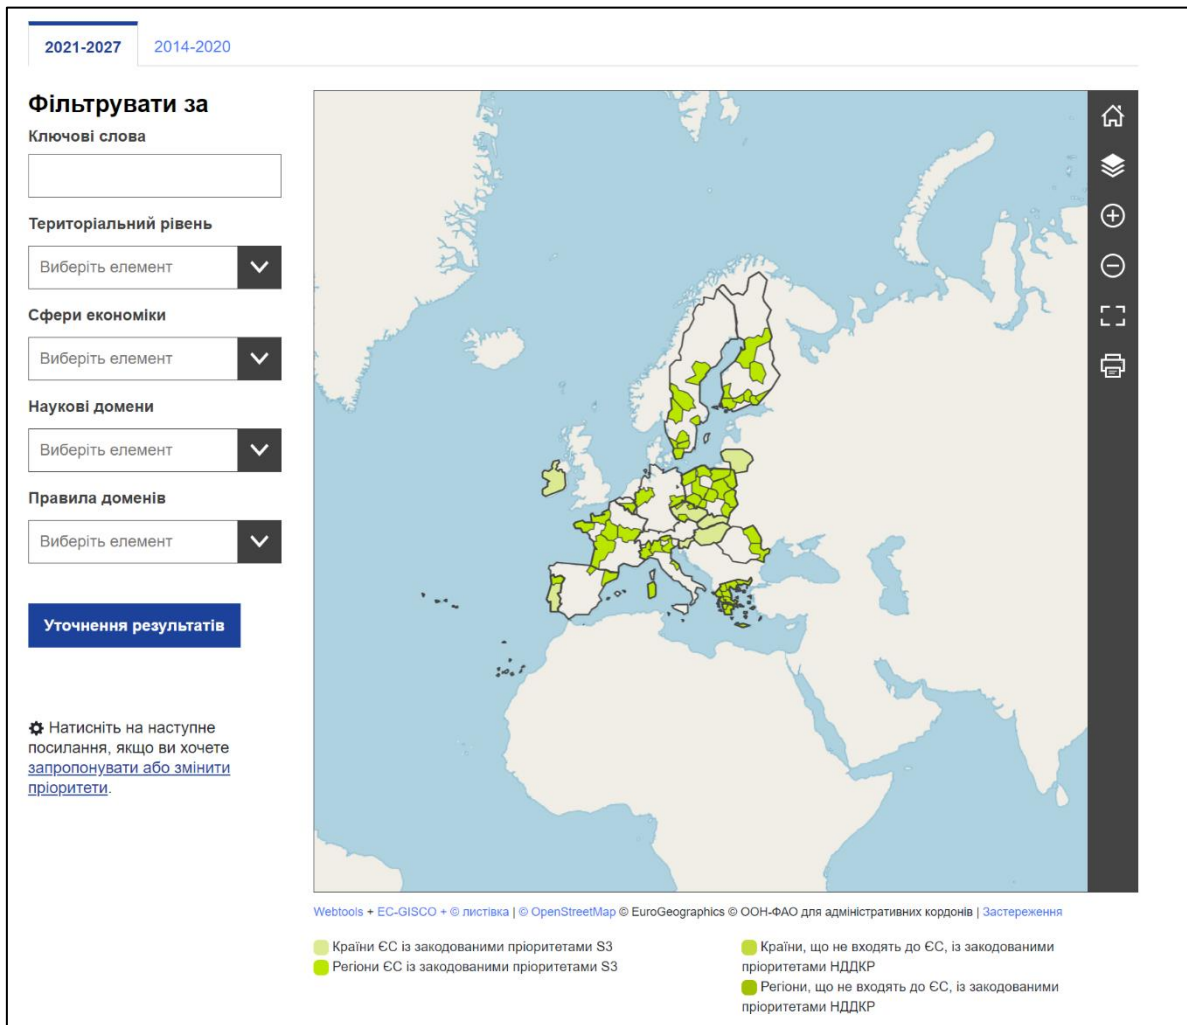 2021-2027 2014-2020
Фільтрувати за
Ключові слова
Територіальний рівень
Виберіть елемент
Сфери економіки
Виберіть елемент
Наукові домени
Виберіть елемент
Правила доменів
Виберіть елемент
Уточнення результатів
Натисніть на наступне
посилання, якщо ви хочете
запропонувати або змінити
пріоритети.
Webtools + EC-GISCO + © листівка | © OpenStreetMap © EuroGeographics © ООН-ФАО для адміністративних кордонів | Застереження
Країни ЄС із закодованими пріоритетами S3
Регіони ЄС із закодованими пріоритетами S3
Країни, що не входять до ЄС, із закодованими
пріоритетами НДДКР
Регіони, що не входять до ЄС, із закодованими
пріоритетами НДДКР